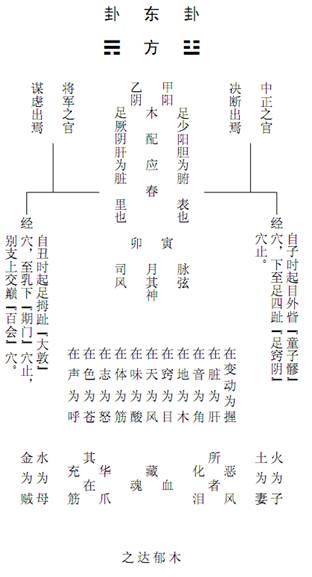 卦 ☳
东方
卦 ☴
中正之官
决断出焉
足少阳胆为腑 表也
甲阳
木配应春
乙阴
足厥阴肝为脏 里也
将军之官
谋虑出焉
脉弦
寅
月其神
卯
司风
经
自子时起目外眥『童子髎』
穴，下至足四趾『足窍阴』
穴止。
经
自丑时起足拇趾『大敦』
穴，至乳下『期门』穴止，
别支上交巅『百会』穴。
在变动为握
在脏为肝
在音为角
在地为木
在窍为目
在天为风
在味为酸
在体为筋
在志为怒
在色为苍
在声为呼
火为子
土为妻
恶风
所者
化泪
血
藏
魂
华爪
其在
充筋
水为母
金为贼
木郁达之